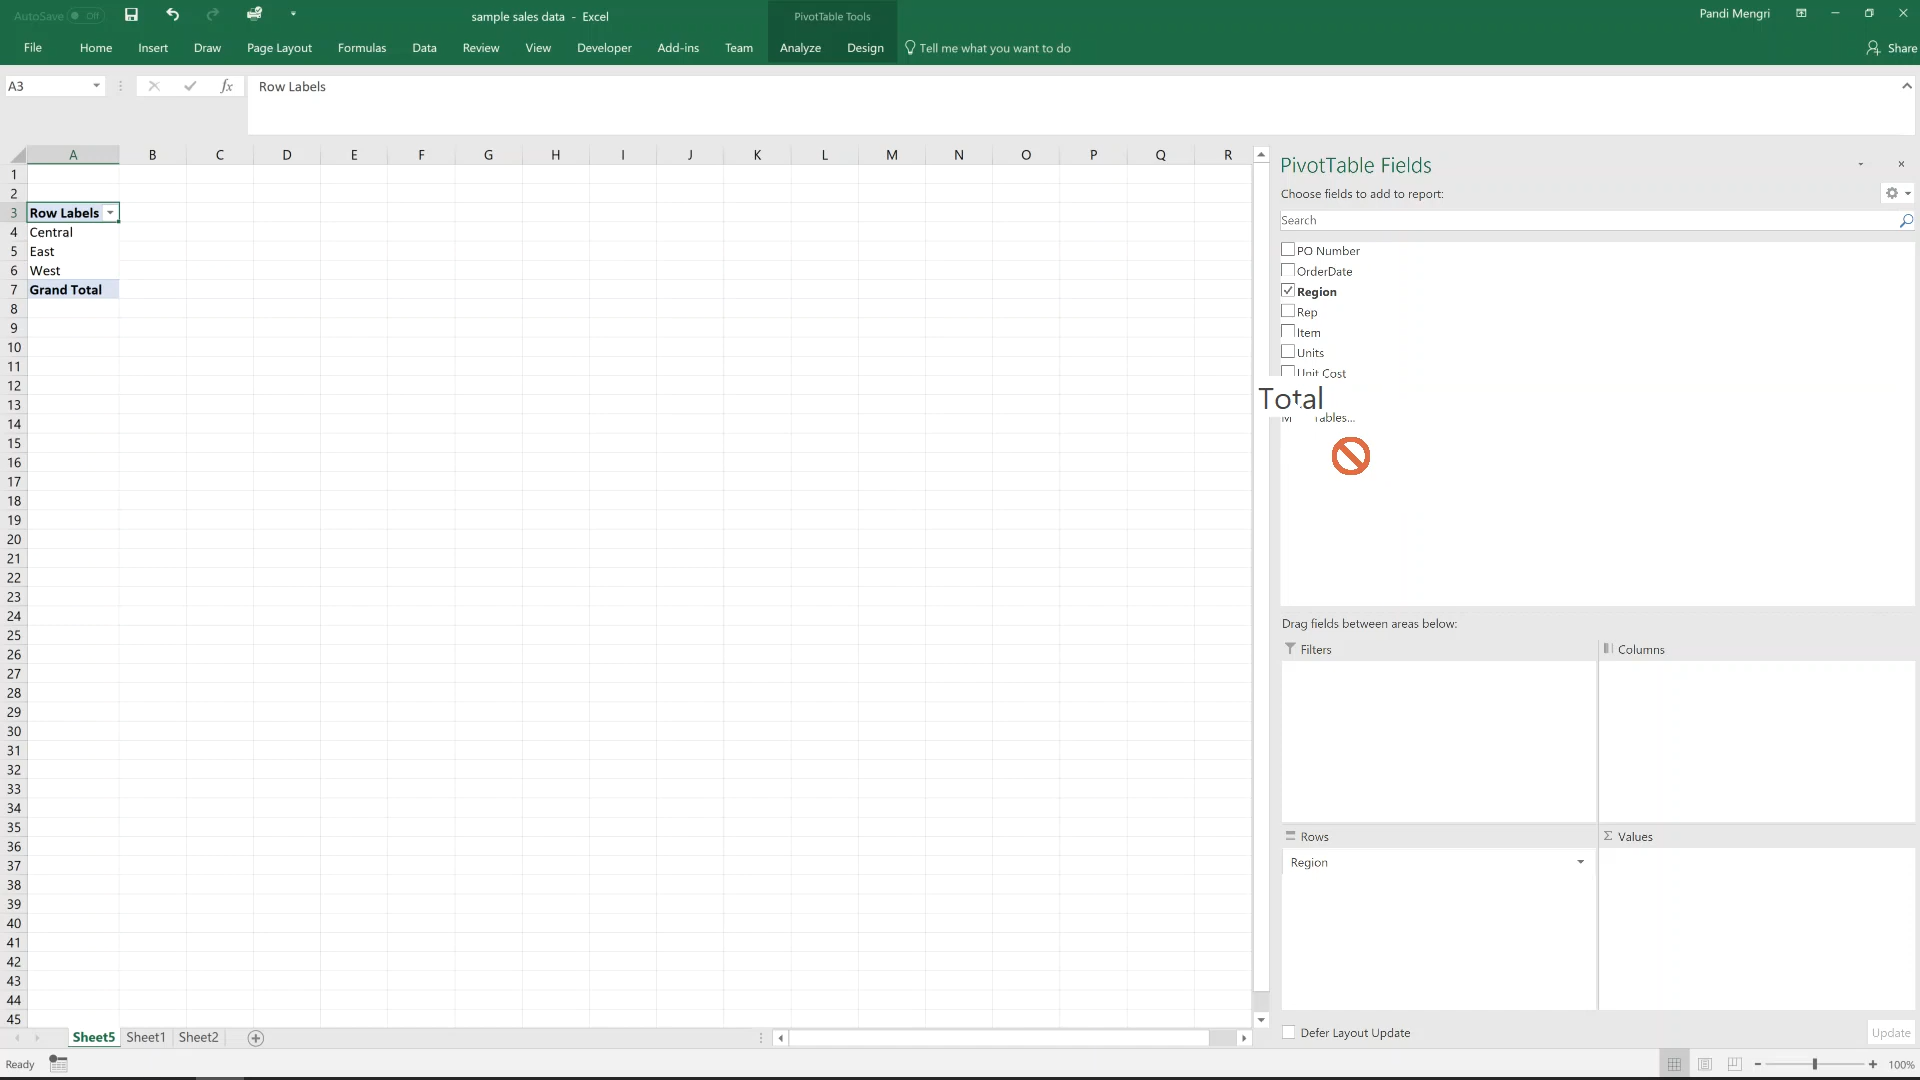 AutoSave Off
sample sales data - Excel
PivotTable Tools
Pandi Mengri
File Home Insert Draw Page Layout Formulas Data Review View Developer Add-ins Team Analyze Design Tell me what you want to do Share
A3 fx Row Labels
A B C D E F G H I J K L M N O P Q R
1
2
3 Row Labels
4 Central
5 East
6 West
7 Grand Total
8
9
10
11
12
13
14
15
16
17
18
19
20
21
22
23
24
25
26
27
28
29
30
31
32
33
34
35
36
37
38
39
40
41
42
43
44
45
PivotTable Fields
Choose fields to add to report:
Search
PO Number
OrderDate
Region
Rep
Item
Units
Unit Cost
Total
Tables...
Drag fields between areas below:
Filters
Columns
Rows
Σ Values
Region
Defer Layout Update
Update
Sheet5 Sheet1 Sheet2
Ready
100%